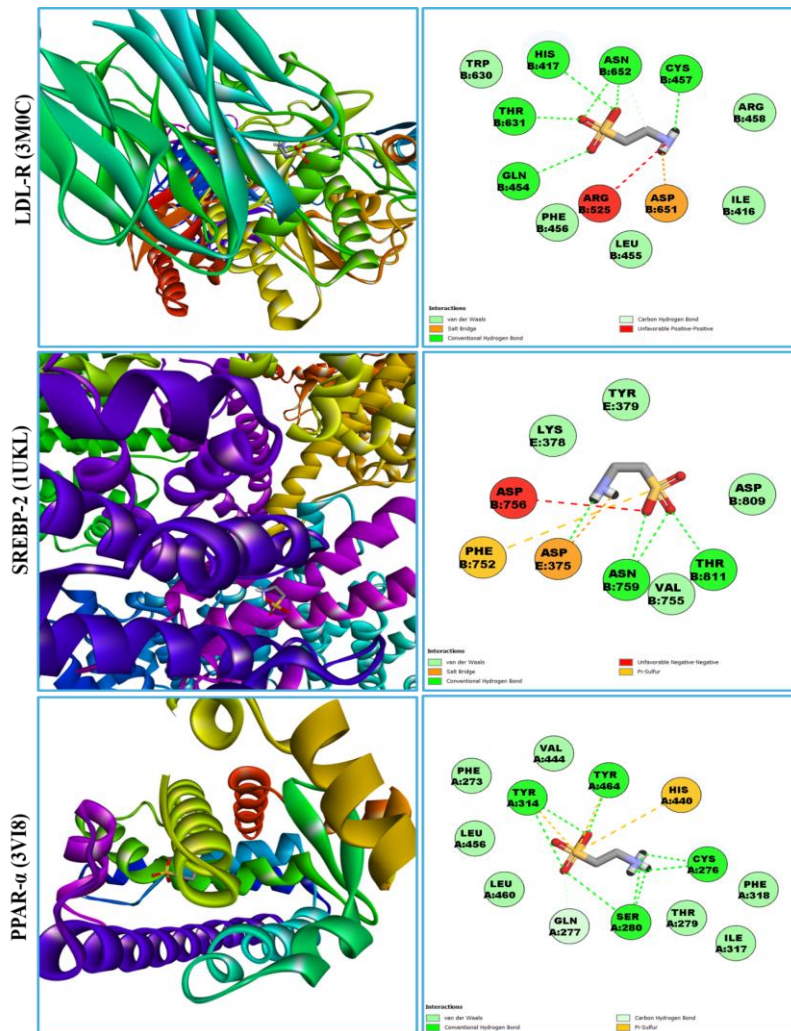 LDL-R (3M0C)
TRP
B:630
HIS
B:417
ASN
B:652
CYS
B:457
THR
B:631
ARG
B:458
GLN
B:454
PHE
B:456
ARG
B:525
ASP
B:651
ILE
B:416
LEU
B:455
Interactions
van der Waals
Salt Bridge
Conventional Hydrogen Bond
Carbon Hydrogen Bond
Unfavorable Positive-Positive
SREBP-2 (1UKL)
TYR
E:379
LYS
E:378
ASP
B:756
ASP
B:809
PHE
B:752
ASP
E:375
ASN
B:759
VAL
B:755
THR
B:811
Interactions
van der Waals
Salt Bridge
Conventional Hydrogen Bond
Unfavorable Negative-Negative
Pi-Sulfur
PPAR-α (3VI8)
VAL
A:444
PHE
A:273
TYR
A:314
TYR
A:464
HIS
A:440
LEU
A:456
CYS
A:276
LEU
A:460
PHE
A:318
GLN
A:277
SER
A:280
THR
A:279
ILE
A:317
Interactions
van der Waals
Conventional Hydrogen Bond
Carbon Hydrogen Bond
Pi-Sulfur